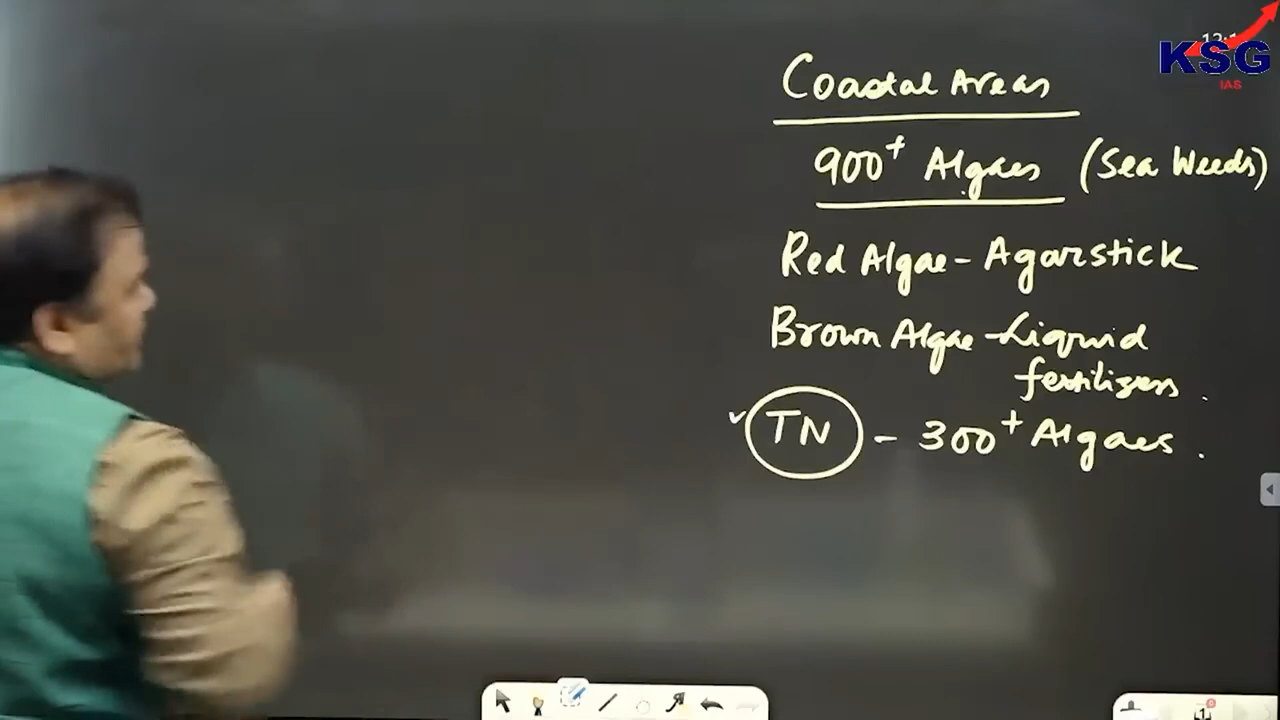 KSG
IAS
Coastal Areas
900+ Algaes (Sea Weeds)
Red Algae - Agarstick
Brown Algae - Liquid
fertilizers.
TN - 300+ Algaes.